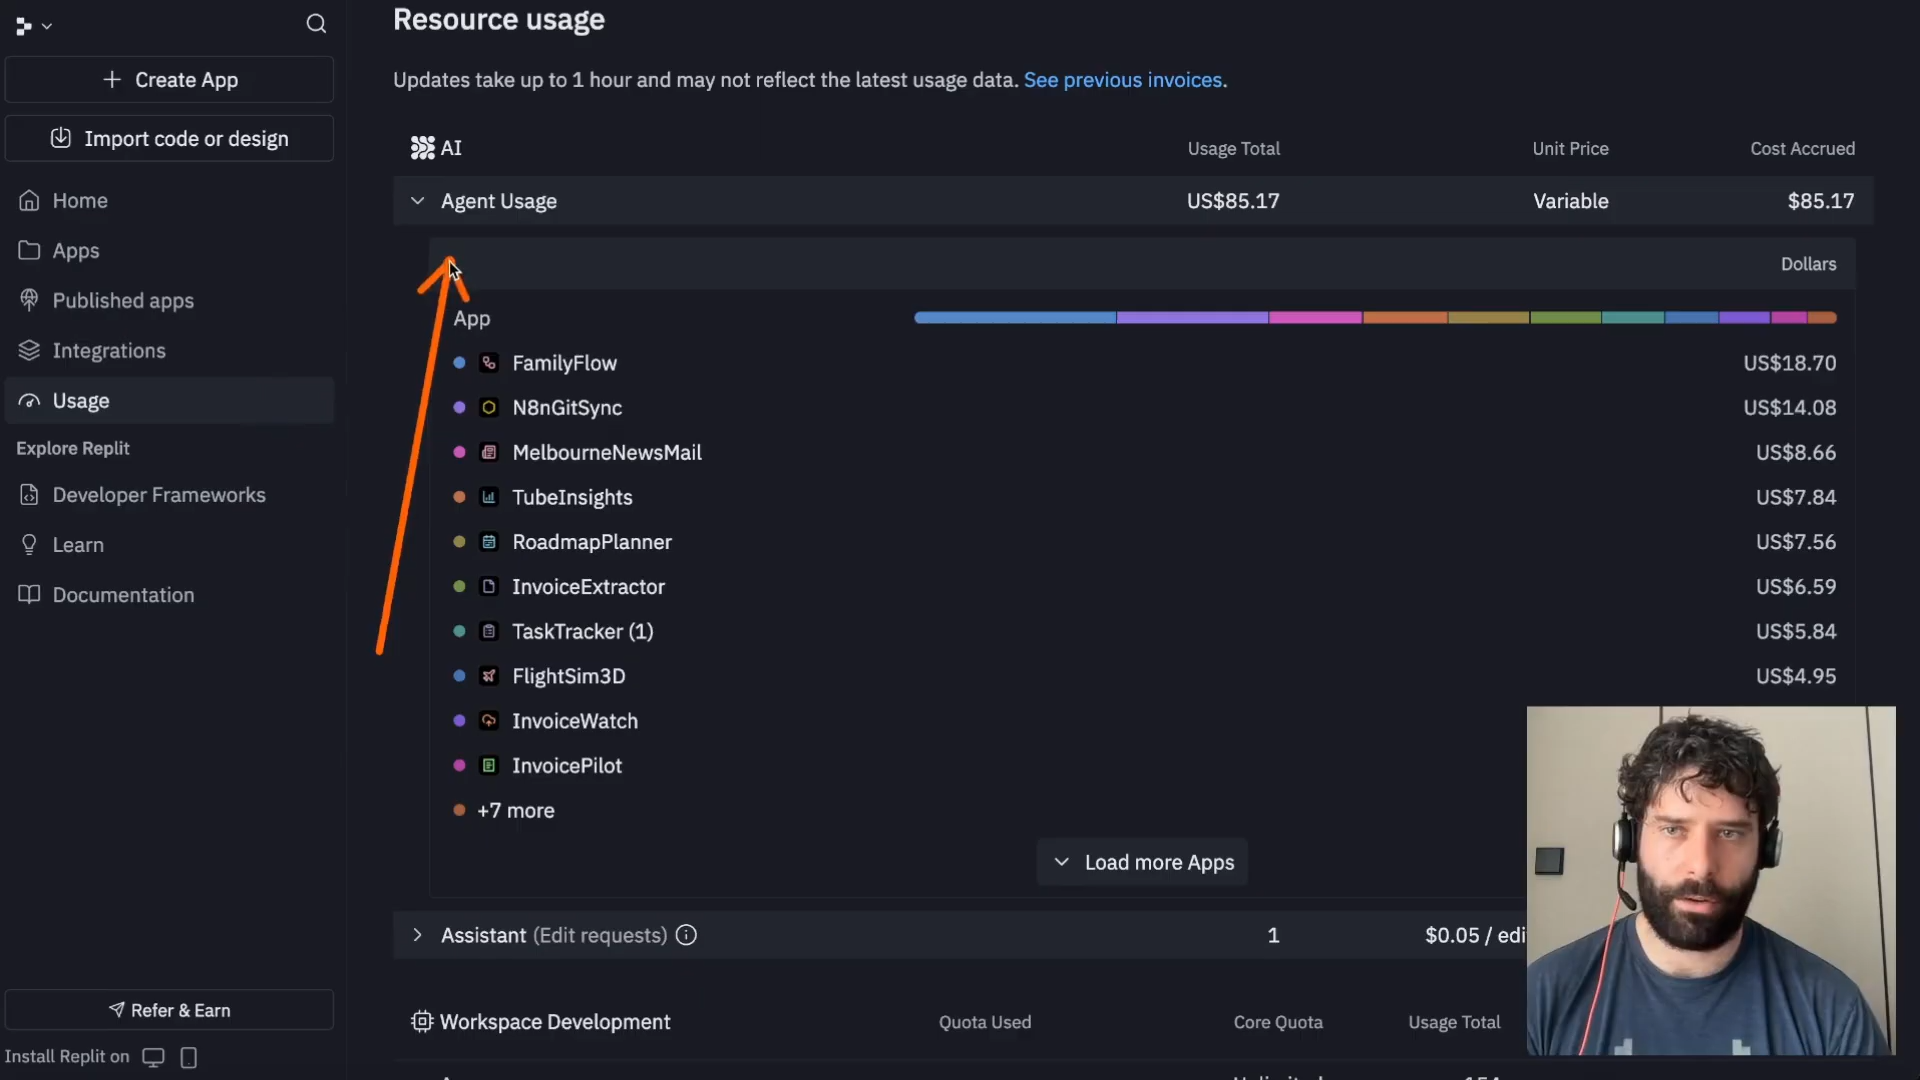 Resource usage
Create App
Updates take up to 1 hour and may not reflect the latest usage data. See previous invoices.
Import code or design
AI Usage Total Unit Price Cost Accrued
Home
Agent Usage US$85.17 Variable $85.17
Apps
Dollars
Published apps
App
Integrations
FamilyFlow US$18.70
Usage
N8nGitSync US$14.08
Explore Replit
MelbourneNewsMail US$8.66
Developer Frameworks
TubeInsights US$7.84
Learn
RoadmapPlanner US$7.56
Documentation
InvoiceExtractor US$6.59
TaskTracker (1) US$5.84
FlightSim3D US$4.95
InvoiceWatch
InvoicePilot
+7 more
Load more Apps
Assistant (Edit requests) 1 $0.05 / edi
Refer & Earn
Workspace Development Quota Used Core Quota Usage Total
Install Replit on